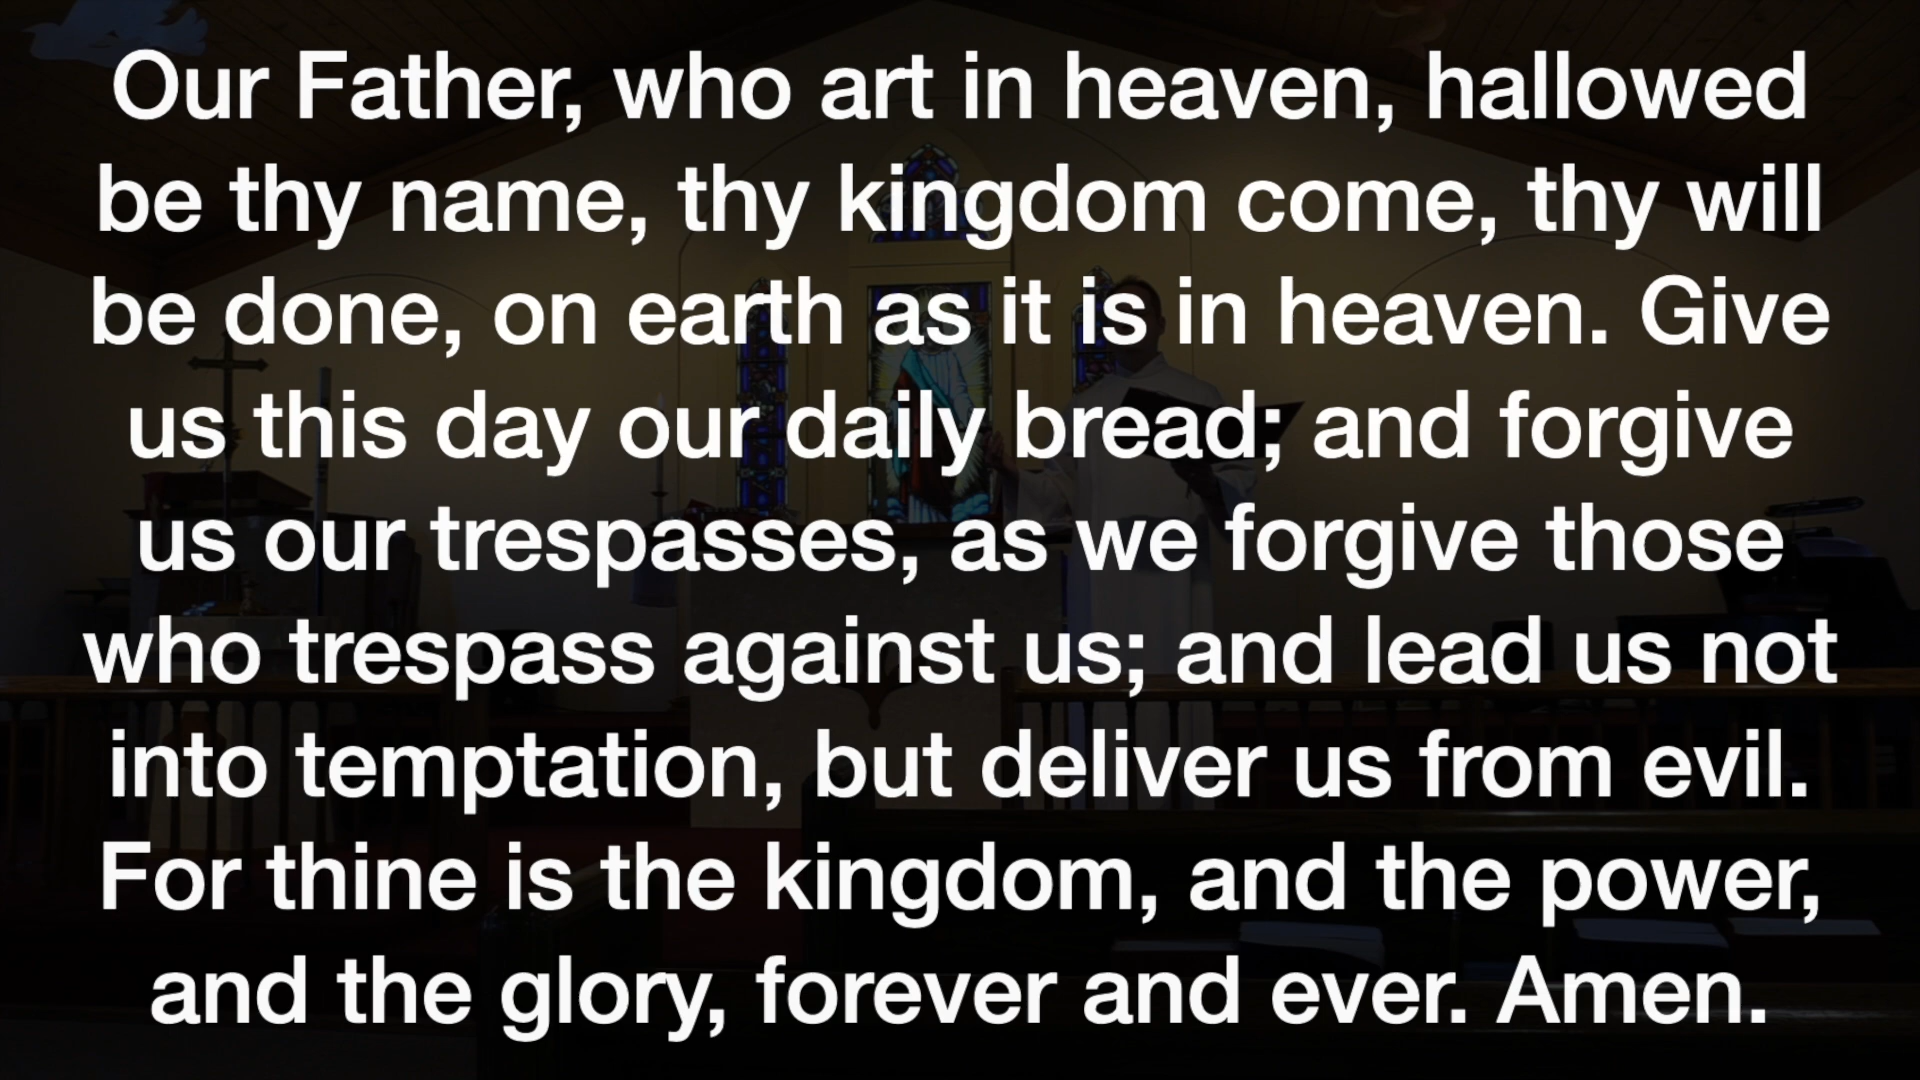 Our Father, who art in heaven, hallowed
be thy name, thy kingdom come, thy will
be done, on earth as it is in heaven. Give
us this day our daily bread; and forgive
us our trespasses, as we forgive those
who trespass against us; and lead us not
into temptation, but deliver us from evil.
For thine is the kingdom, and the power,
and the glory, forever and ever. Amen.